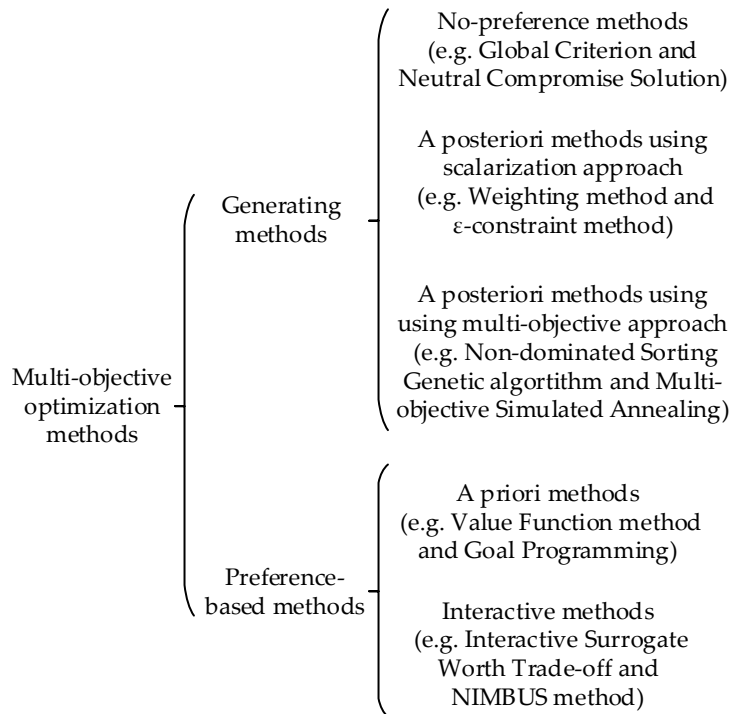 No-preference methods
(e.g. Global Criterion and
Neutral Compromise Solution)
A posteriori methods using
scalarization approach
(e.g. Weighting method and
ε-constraint method)
Generating
methods
A posteriori methods using
using multi-objective approach
(e.g. Non-dominated Sorting
Genetic algortithm and Multi-
objective Simulated Annealing)
Multi-objective
optimization
methods
A priori methods
(e.g. Value Function method
and Goal Programming)
Preference-
based methods
Interactive methods
(e.g. Interactive Surrogate
Worth Trade-off and
NIMBUS method)